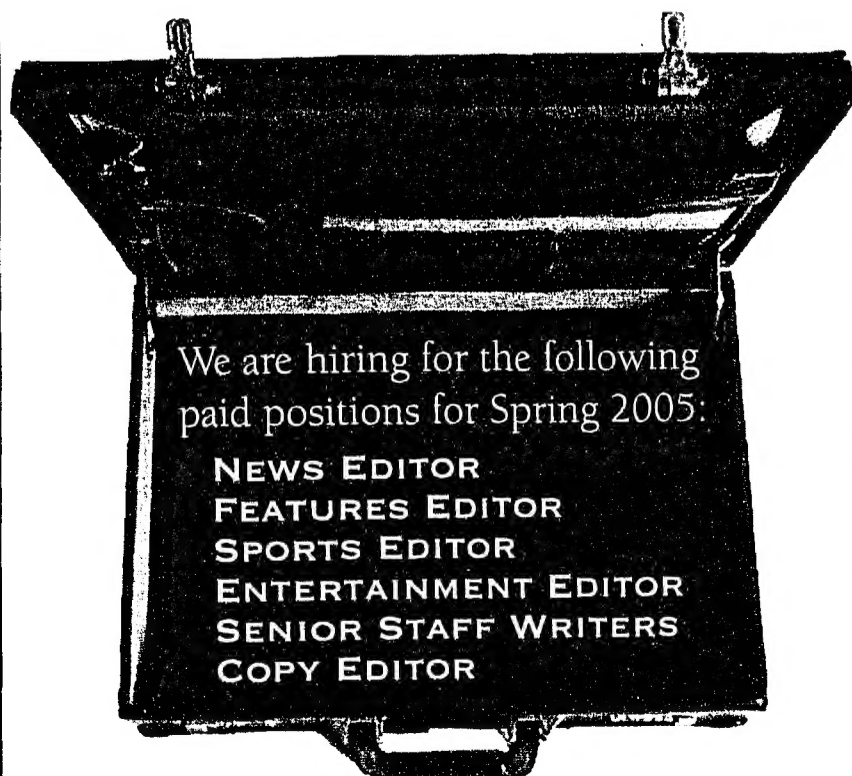 We are hiring for the following
paid positions for Spring 2005:
NEWS EDITOR
FEATURES EDITOR
SPORTS EDITOR
ENTERTAINMENT EDITOR
SENIOR STAFF WRITERS
COPY EDITOR